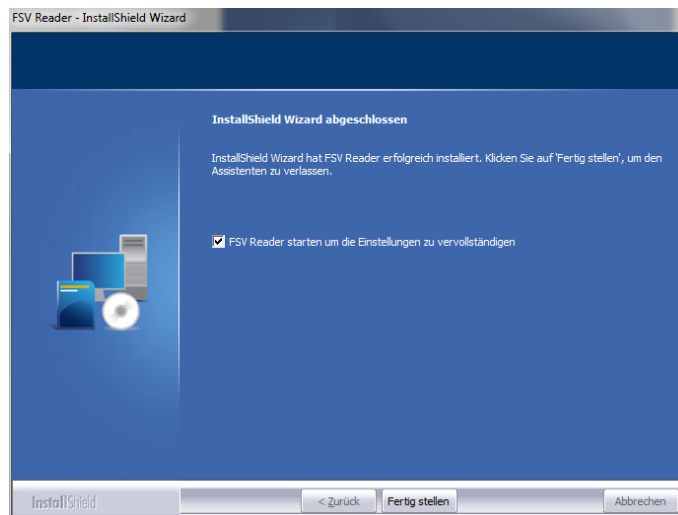 FSV Reader - InstallShield Wizard
InstallShield Wizard abgeschlossen
InstallShield Wizard hat FSV Reader erfolgreich installiert. Klicken Sie auf 'Fertig stellen', um den
Assistenten zu verlassen.
FSV Reader starten um die Einstellungen zu vervollständigen
InstallShield
< Zurück
Fertig stellen
Abbrechen